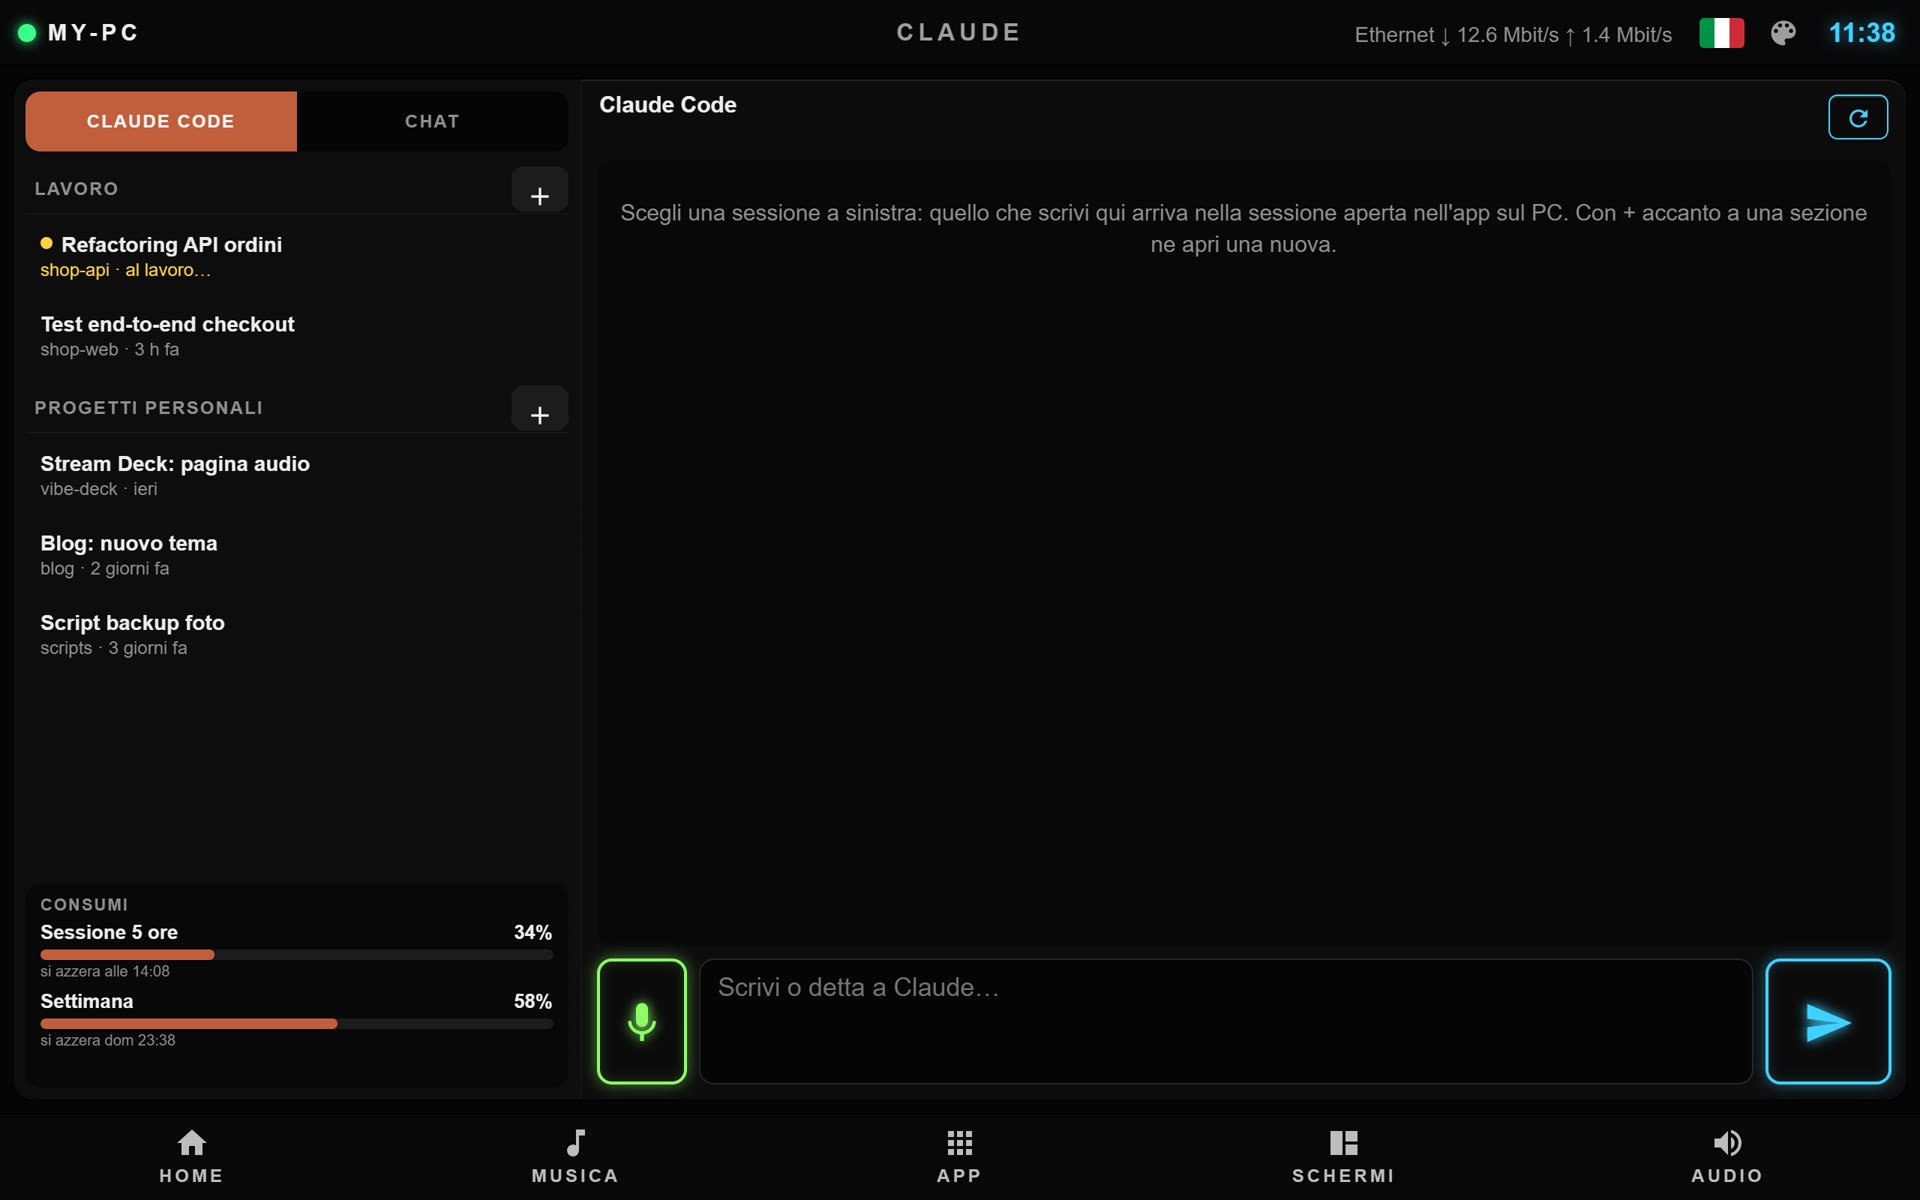 MY-PC
CLAUDE
Ethernet ↓ 12.6 Mbit/s ↑ 1.4 Mbit/s
11:38
CLAUDE CODE
CHAT
LAVORO
+
Refactoring API ordini
shop-api · al lavoro…
Test end-to-end checkout
shop-web · 3 h fa
PROGETTI PERSONALI
+
Stream Deck: pagina audio
vibe-deck · ieri
Blog: nuovo tema
blog · 2 giorni fa
Script backup foto
scripts · 3 giorni fa
CONSUMI
Sessione 5 ore 34%
si azzera alle 14:08
Settimana 58%
si azzera dom 23:38
Claude Code
Scegli una sessione a sinistra: quello che scrivi qui arriva nella sessione aperta nell'app sul PC. Con + accanto a una sezione
ne apri una nuova.
Scrivi o detta a Claude…
HOME
MUSICA
APP
SCHERMI
AUDIO